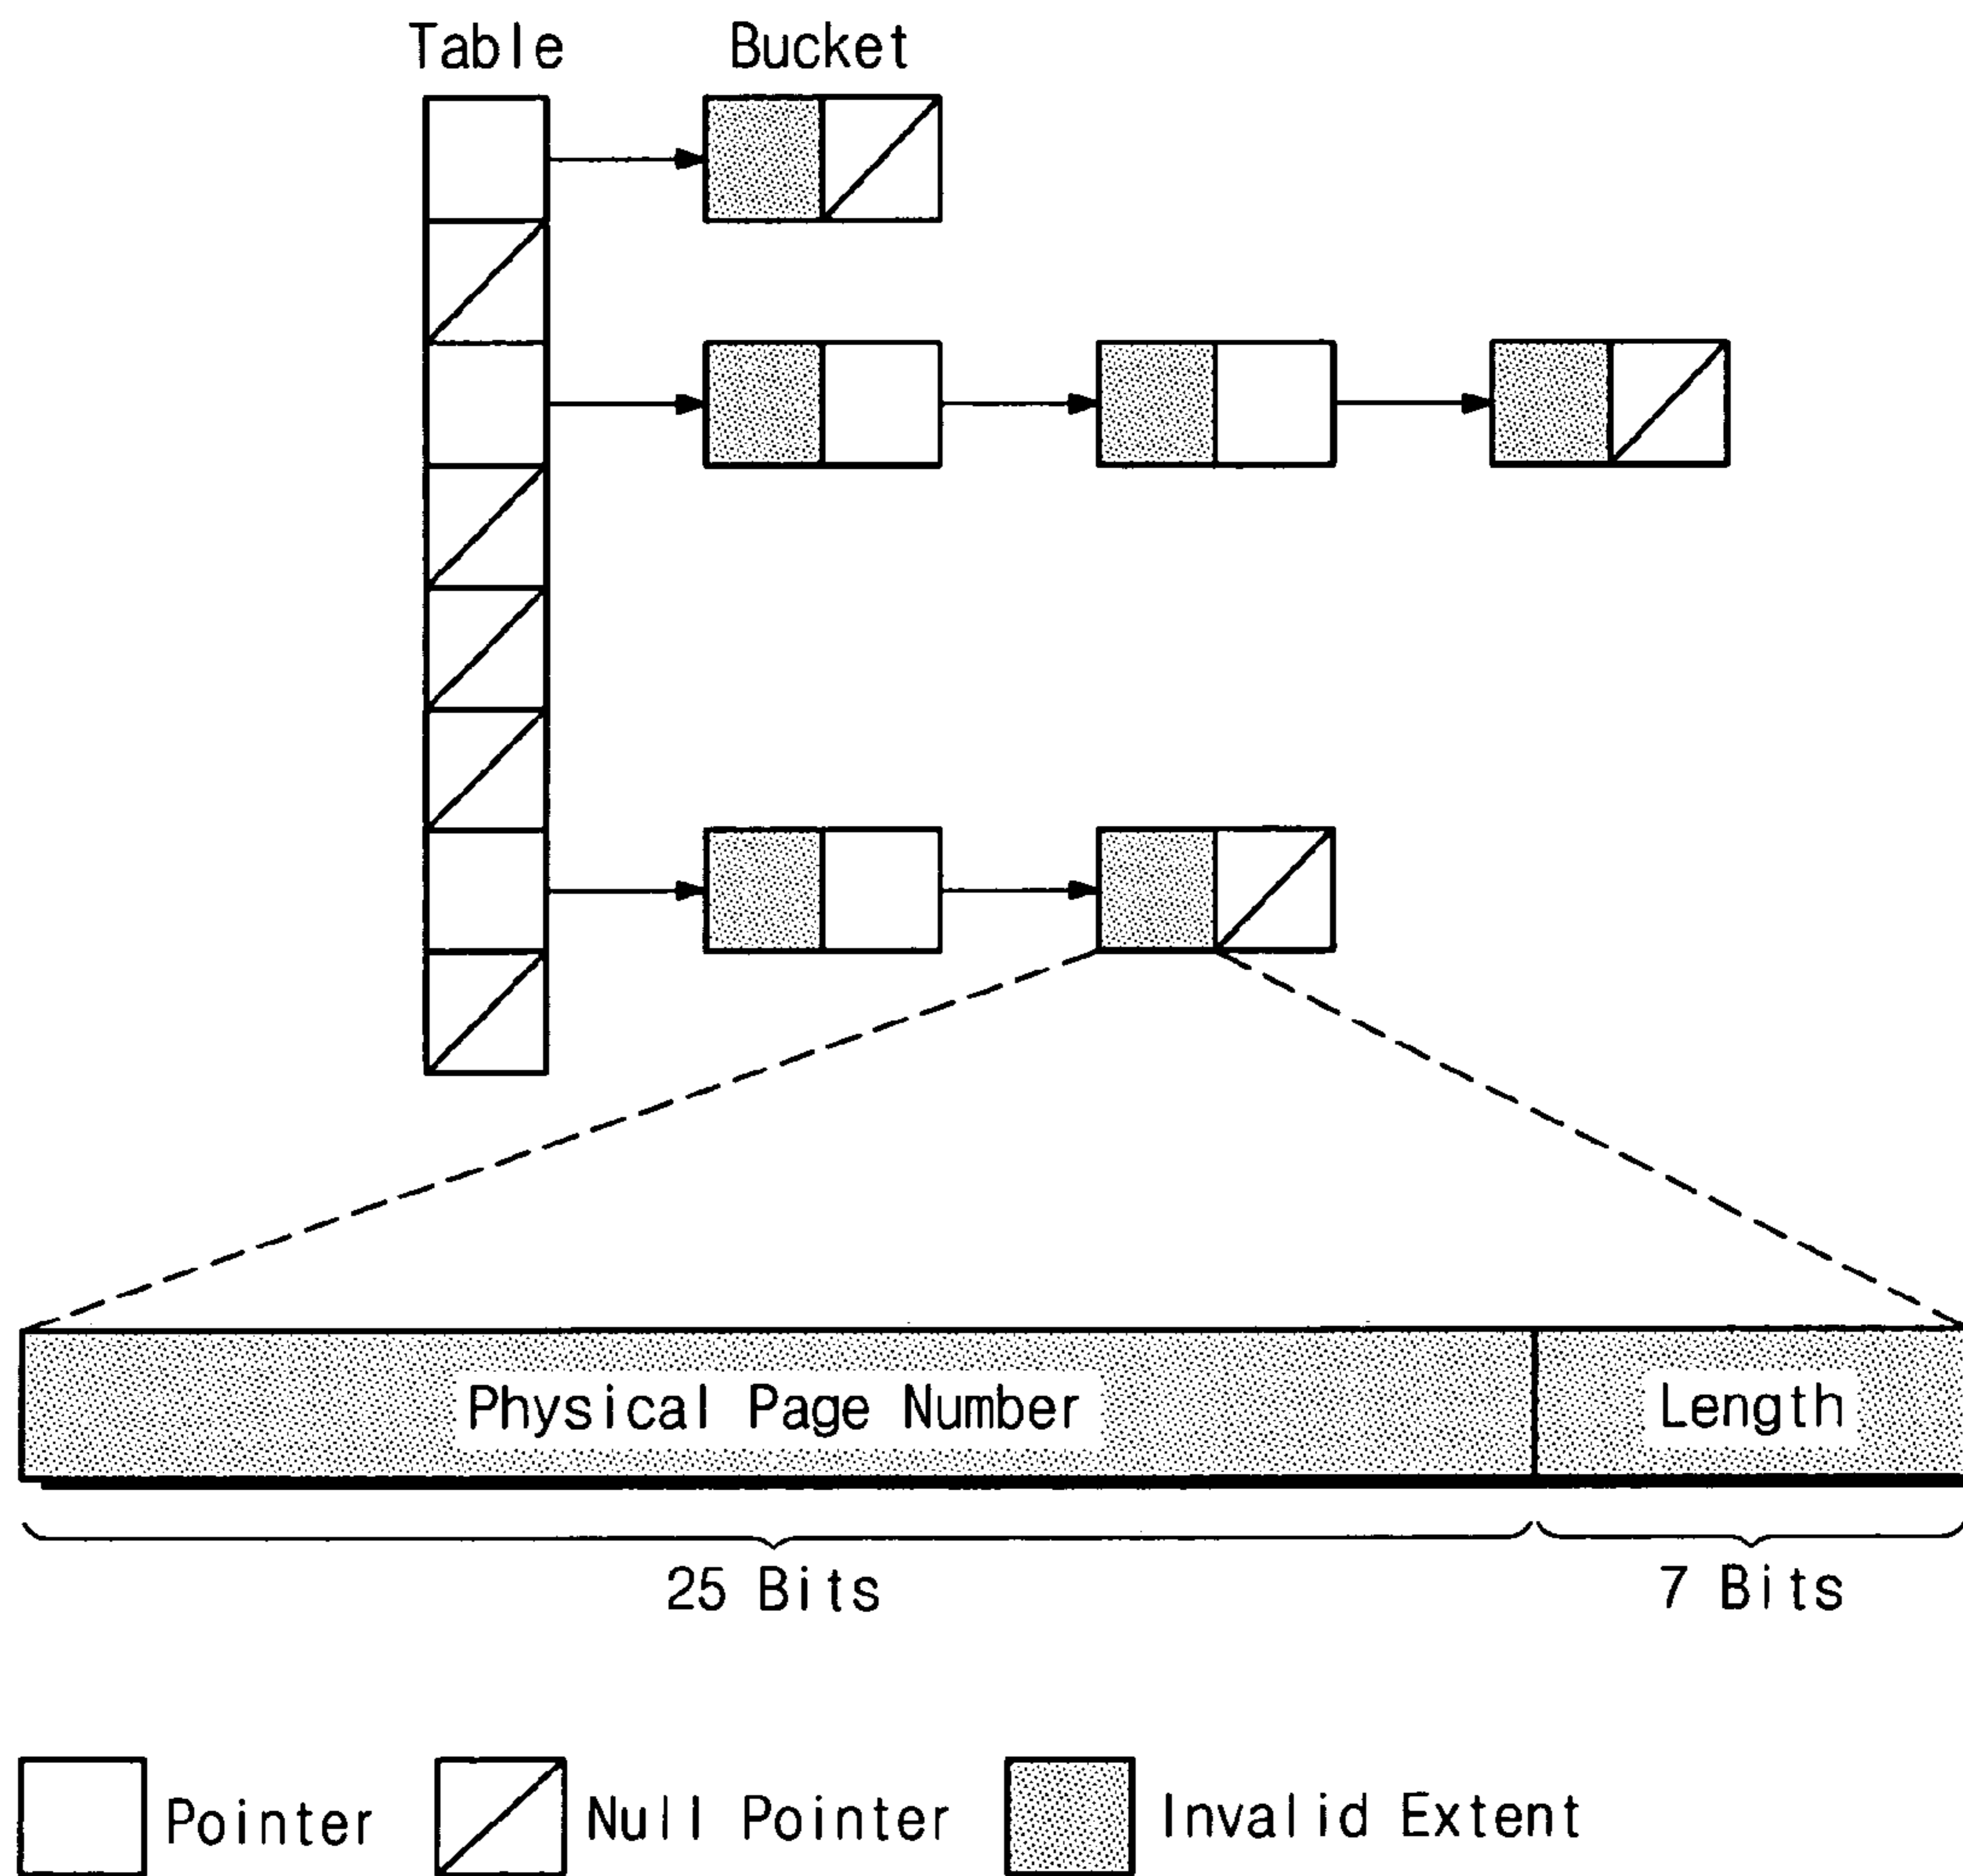 Table Bucket
Physical Page Number Length
25 Bits 7 Bits
Pointer Null Pointer Invalid Extent